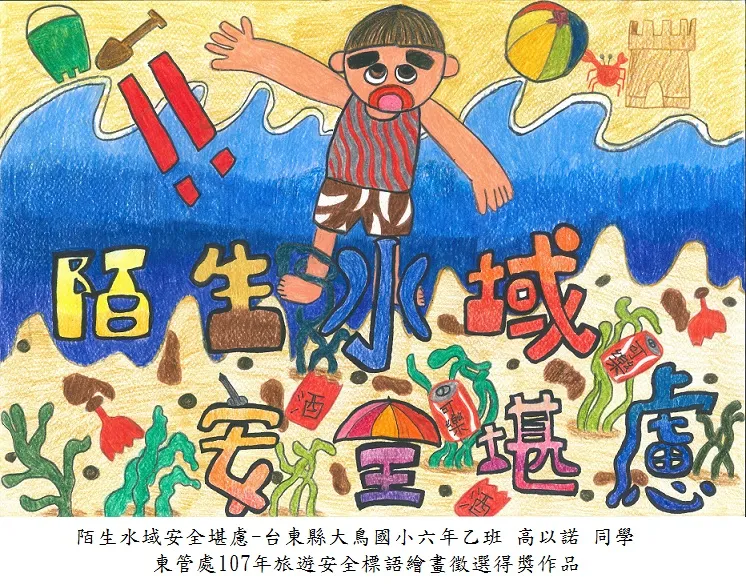 !!
陌生水域
可樂
酒
可樂
安全堪慮
酒
陌生水域安全堪慮-台東縣大鳥國小六年乙班 高以諾 同學
東管處107年旅遊安全標語繪畫徵選得獎作品